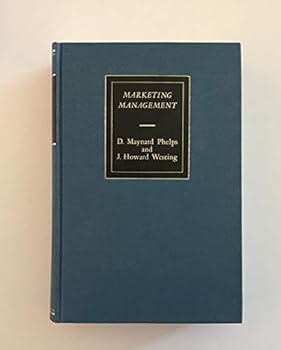 MARKETING
MANAGEMENT
D. Maynard Phelps
and
J. Howard Westing